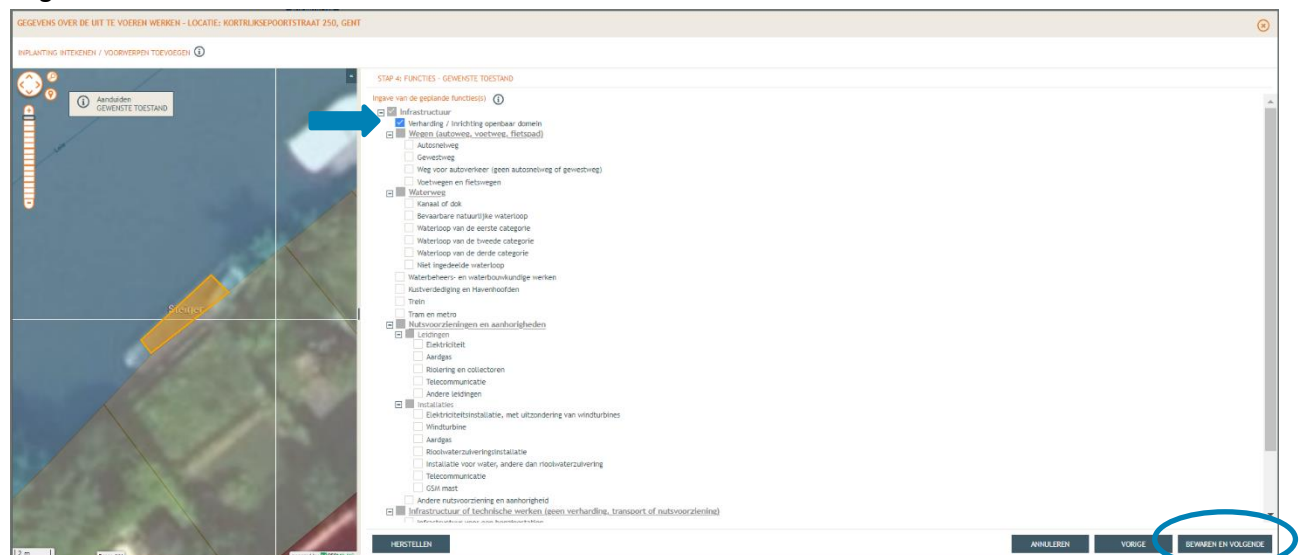 GEGEVENS OVER DE UIT TE VOEREN WERKEN - LOCATIE: KORTRIJKSEPOORTSTRAAT 250, GENT
INPLANTING INTEKENEN / VOORWERPEN TOEVOEGEN
Aanduiden
GEWENSTE TOESTAND
Leie
Steiger
2 m
STAP 4: FUNCTIES - GEWENSTE TOESTAND
Ingave van de geplande functies(s)
Infrastructuur
Verharding / Inrichting openbaar domein
Wegen (autoweg, voetweg, fietspad)
Autosnelweg
Gewestweg
Weg voor autoverkeer (geen autosnelweg of gewestweg)
Voetwegen en fietswegen
Waterweg
Kanaal of dok
Bevaarbare natuurlijke waterloop
Waterloop van de eerste categorie
Waterloop van de tweede categorie
Waterloop van de derde categorie
Niet ingedeelde waterloop
Waterbeheers- en waterbouwkundige werken
Kustverdediging en Havenhoofden
Trein
Tram en metro
Nutsvoorzieningen en aanhorigheden
Leidingen
Elektriciteit
Aardgas
Riolering en collectoren
Telecommunicatie
Andere leidingen
Installaties
Elektriciteitsinstallatie, met uitzondering van windturbines
Windturbine
Aardgas
Rioolwaterzuiveringsinstallatie
Installatie voor water, andere dan rioolwaterzuivering
Telecommunicatie
GSM mast
Andere nutsvoorziening en aanhorigheid
Infrastructuur of technische werken (geen verharding, transport of nutsvoorziening)
HERSTELLEN
ANNULEREN
VORIGE
BEWAREN EN VOLGENDE